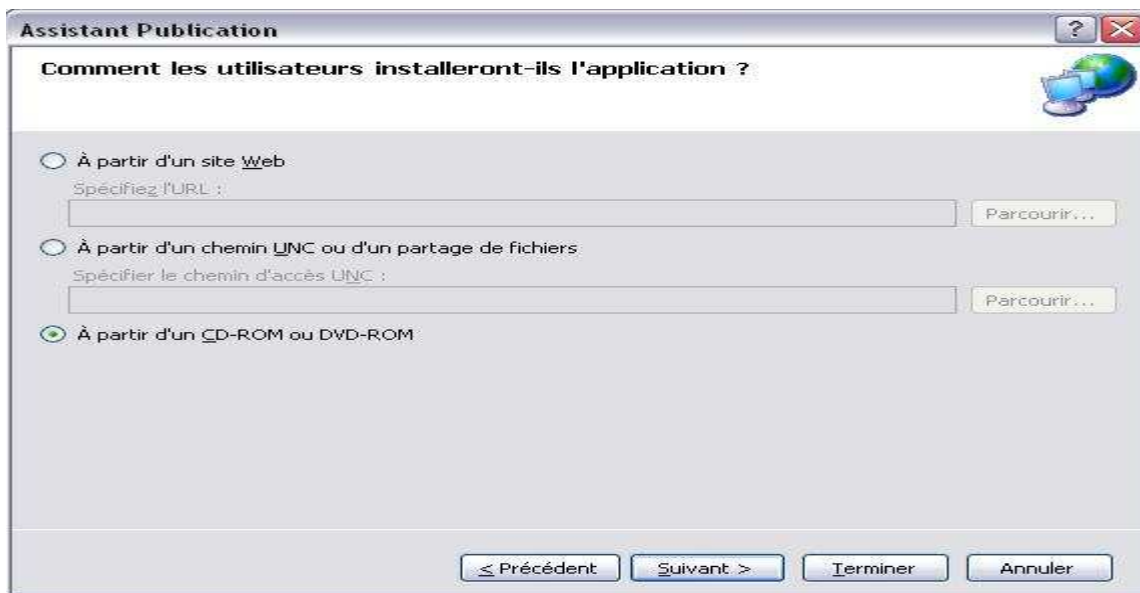 Assistant Publication
Comment les utilisateurs installeront-ils l'application ?
À partir d'un site Web
Spécifiez l'URL :
Parcourir...
À partir d'un chemin UNC ou d'un partage de fichiers
Spécifier le chemin d'accès UNC :
Parcourir...
À partir d'un CD-ROM ou DVD-ROM
< Précédent
Suivant >
Terminer
Annuler